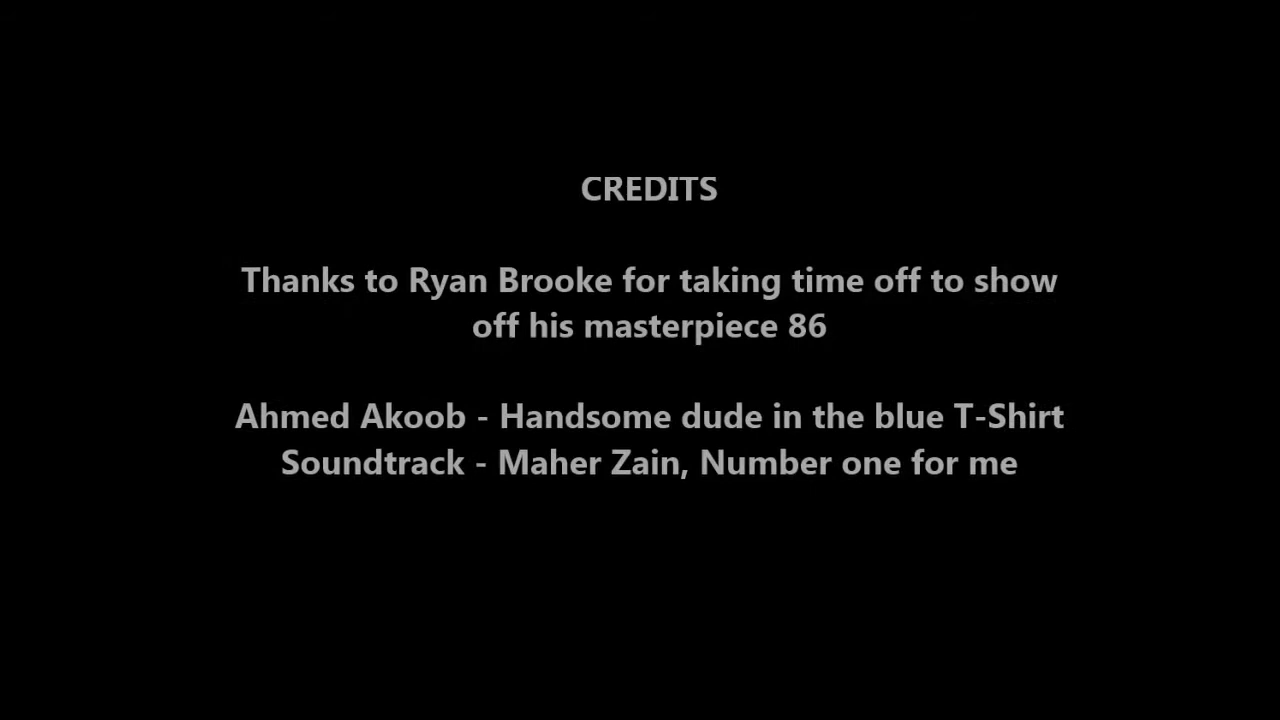 CREDITS
Thanks to Ryan Brooke for taking time off to show
off his masterpiece 86
Ahmed Akoob - Handsome dude in the blue T-Shirt
Soundtrack - Maher Zain, Number one for me